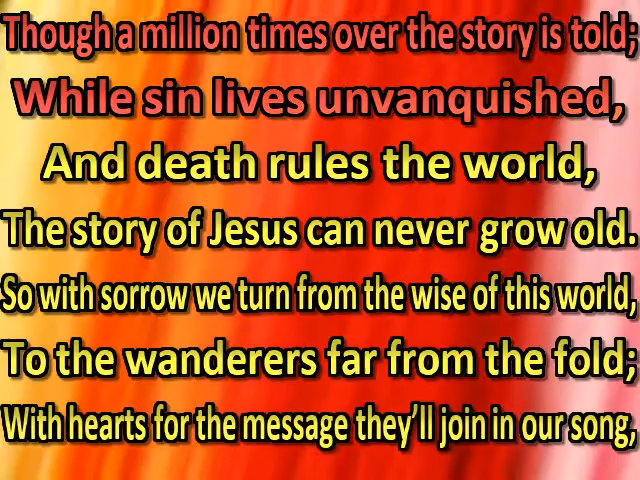 Though a million times over the story is told;
While sin lives unvanquished,
And death rules the world,
The story of Jesus can never grow old.
So with sorrow we turn from the wise of this world,
To the wanderers far from the fold;
With hearts for the message they’ll join in our song,